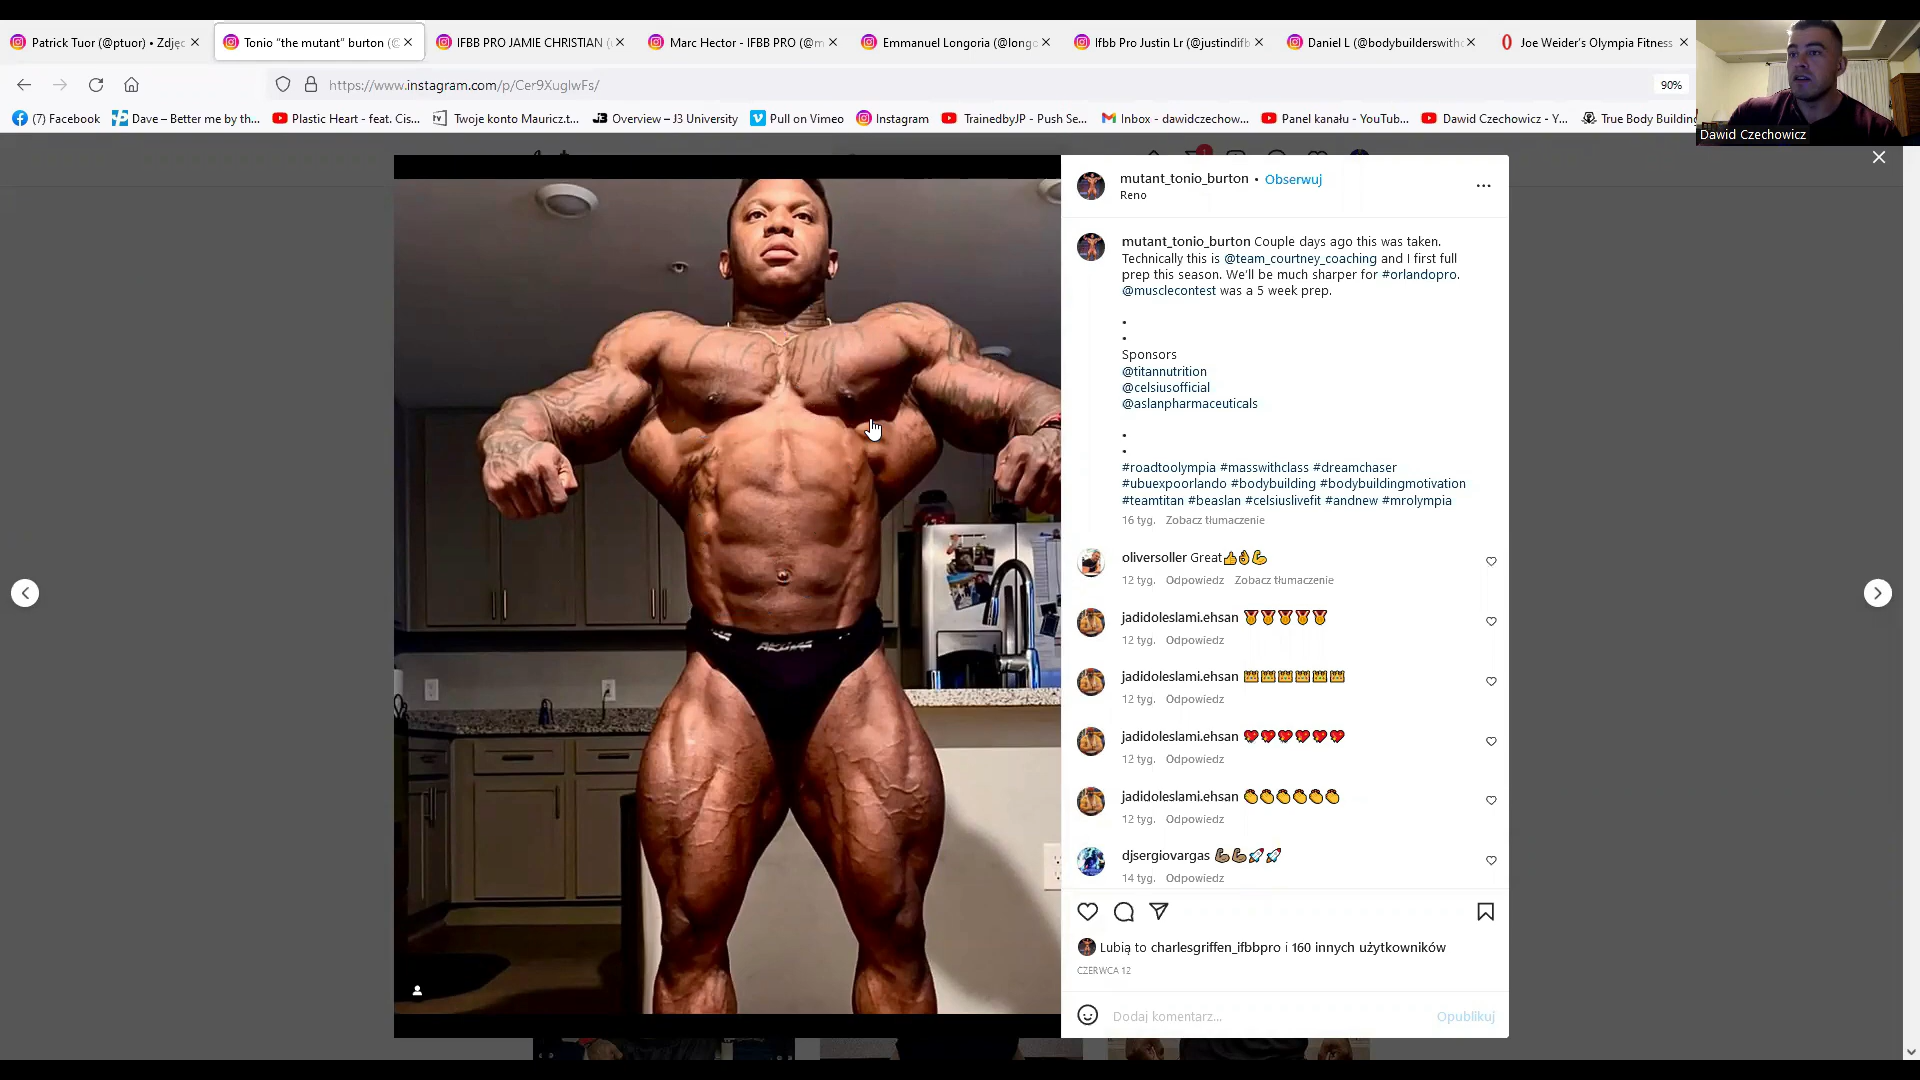 Patrick Tuor (@ptuor) • Zdjęc
Tonio "the mutant" burton (@
IFBB PRO JAMIE CHRISTIAN (
Marc Hector - IFBB PRO (@m
Emmanuel Longoria (@longo
Ifbb Pro Justin Lr (@justindifb
Daniel L (@bodybuilderswith
Joe Weider's Olympia Fitness
https://www.instagram.com/p/Cer9XuglwFs/
90%
(7) Facebook
Dave – Better me by th...
Plastic Heart - feat. Cis...
Twoje konto Mauricz.t...
Overview – J3 University
Pull on Vimeo
Instagram
TrainedbyJP - Push Se...
Inbox - dawidczechow...
Panel kanału - YouTub...
Dawid Czechowicz - Y...
True Body Building
Dawid Czechowicz
mutant_tonio_burton • Obserwuj
Reno
mutant_tonio_burton Couple days ago this was taken.
Technically this is @team_courtney_coaching and I first full
prep this season. We'll be much sharper for #orlandopro.
@musclecontest was a 5 week prep.
•
•
Sponsors
@titannutrition
@celsiusofficial
@aslanpharmaceuticals
•
•
#roadtoolympia #masswithclass #dreamchaser
#ubuexpoorlando #bodybuilding #bodybuildingmotivation
#teamtitan #beaslan #celsiuslivefit #andnew #mrolympia
16 tyg. Zobacz tłumaczenie
oliversoller Great👍👌💪
12 tyg. Odpowiedz Zobacz tłumaczenie
jadidoleslami.ehsan 🏅🏅🏅🏅🏅
12 tyg. Odpowiedz
jadidoleslami.ehsan
12 tyg. Odpowiedz
jadidoleslami.ehsan 💖💖💖💖💖💖
12 tyg. Odpowiedz
jadidoleslami.ehsan 👏👏👏👏👏👏
12 tyg. Odpowiedz
djsergiovargas 💪🏾💪🏾🚀🚀
14 tyg. Odpowiedz
Lubią to charlesgriffen_ifbbpro i 160 innych użytkowników
CZERWCA 12
Dodaj komentarz...
Opublikuj